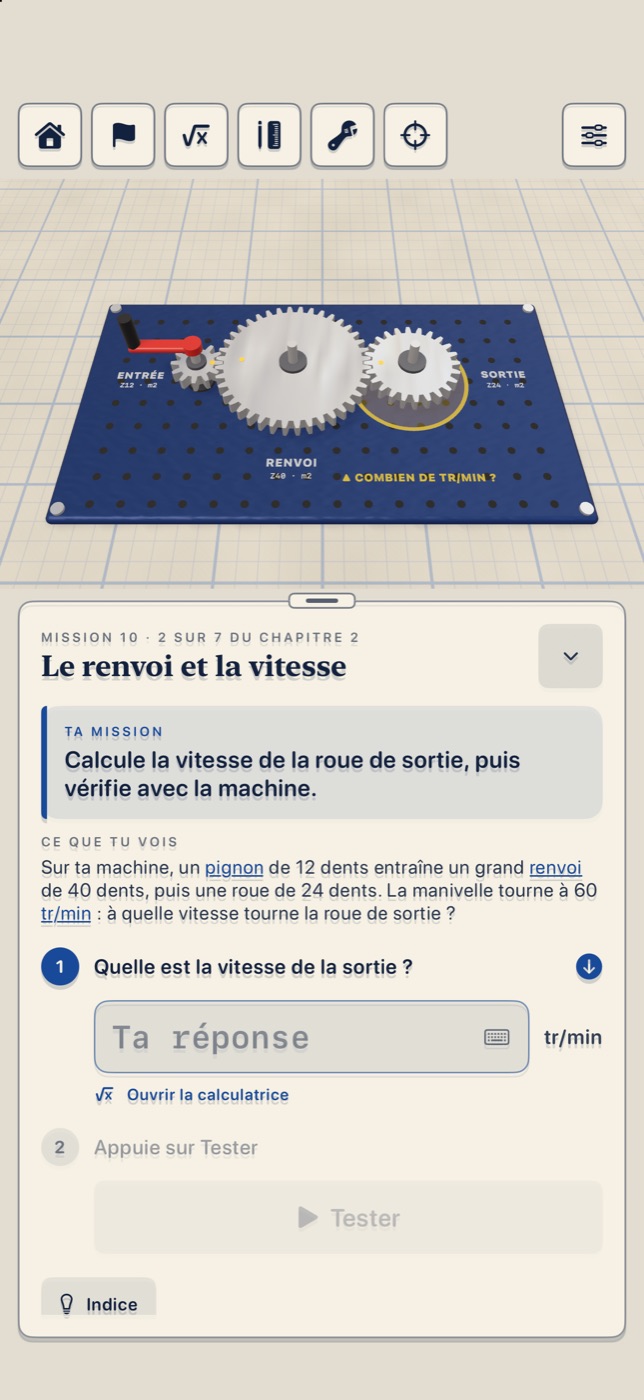 √x
ENTRÉE
Z12 · m2
SORTIE
Z24 · m2
RENVOI
Z40 · m2
▲ COMBIEN DE TR/MIN ?
MISSION 10 · 2 SUR 7 DU CHAPITRE 2
Le renvoi et la vitesse
TA MISSION
Calcule la vitesse de la roue de sortie, puis
vérifie avec la machine.
CE QUE TU VOIS
Sur ta machine, un pignon de 12 dents entraîne un grand renvoi
de 40 dents, puis une roue de 24 dents. La manivelle tourne à 60
tr/min : à quelle vitesse tourne la roue de sortie ?
1 Quelle est la vitesse de la sortie ?
Ta réponse tr/min
√x Ouvrir la calculatrice
2 Appuie sur Tester
Tester
Indice